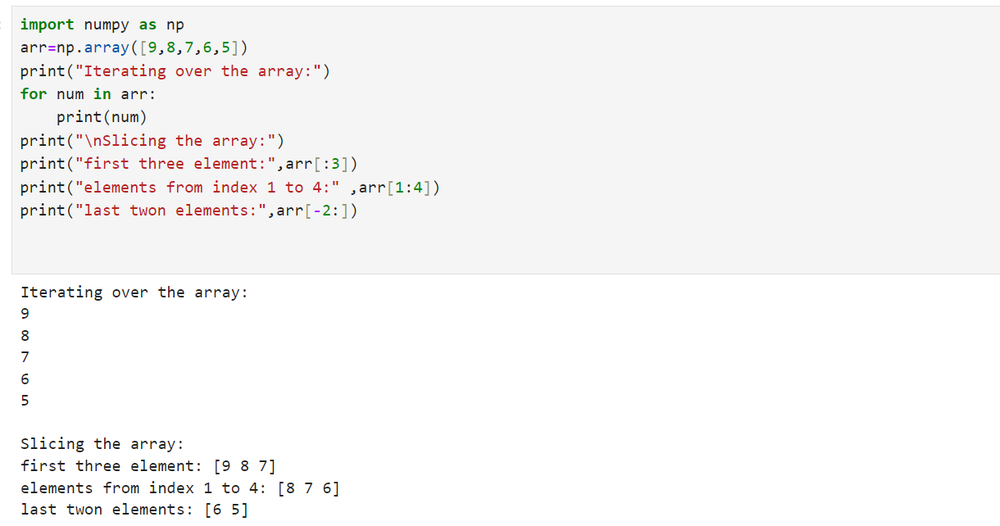 import numpy as np
arr=np.array([9,8,7,6,5])
print("Iterating over the array:")
for num in arr:
    print(num)
print("\nSlicing the array:")
print("first three element:",arr[:3])
print("elements from index 1 to 4:" ,arr[1:4])
print("last twon elements:",arr[-2:])
Iterating over the array:
9
8
7
6
5
Slicing the array:
first three element: [9 8 7]
elements from index 1 to 4: [8 7 6]
last twon elements: [6 5]